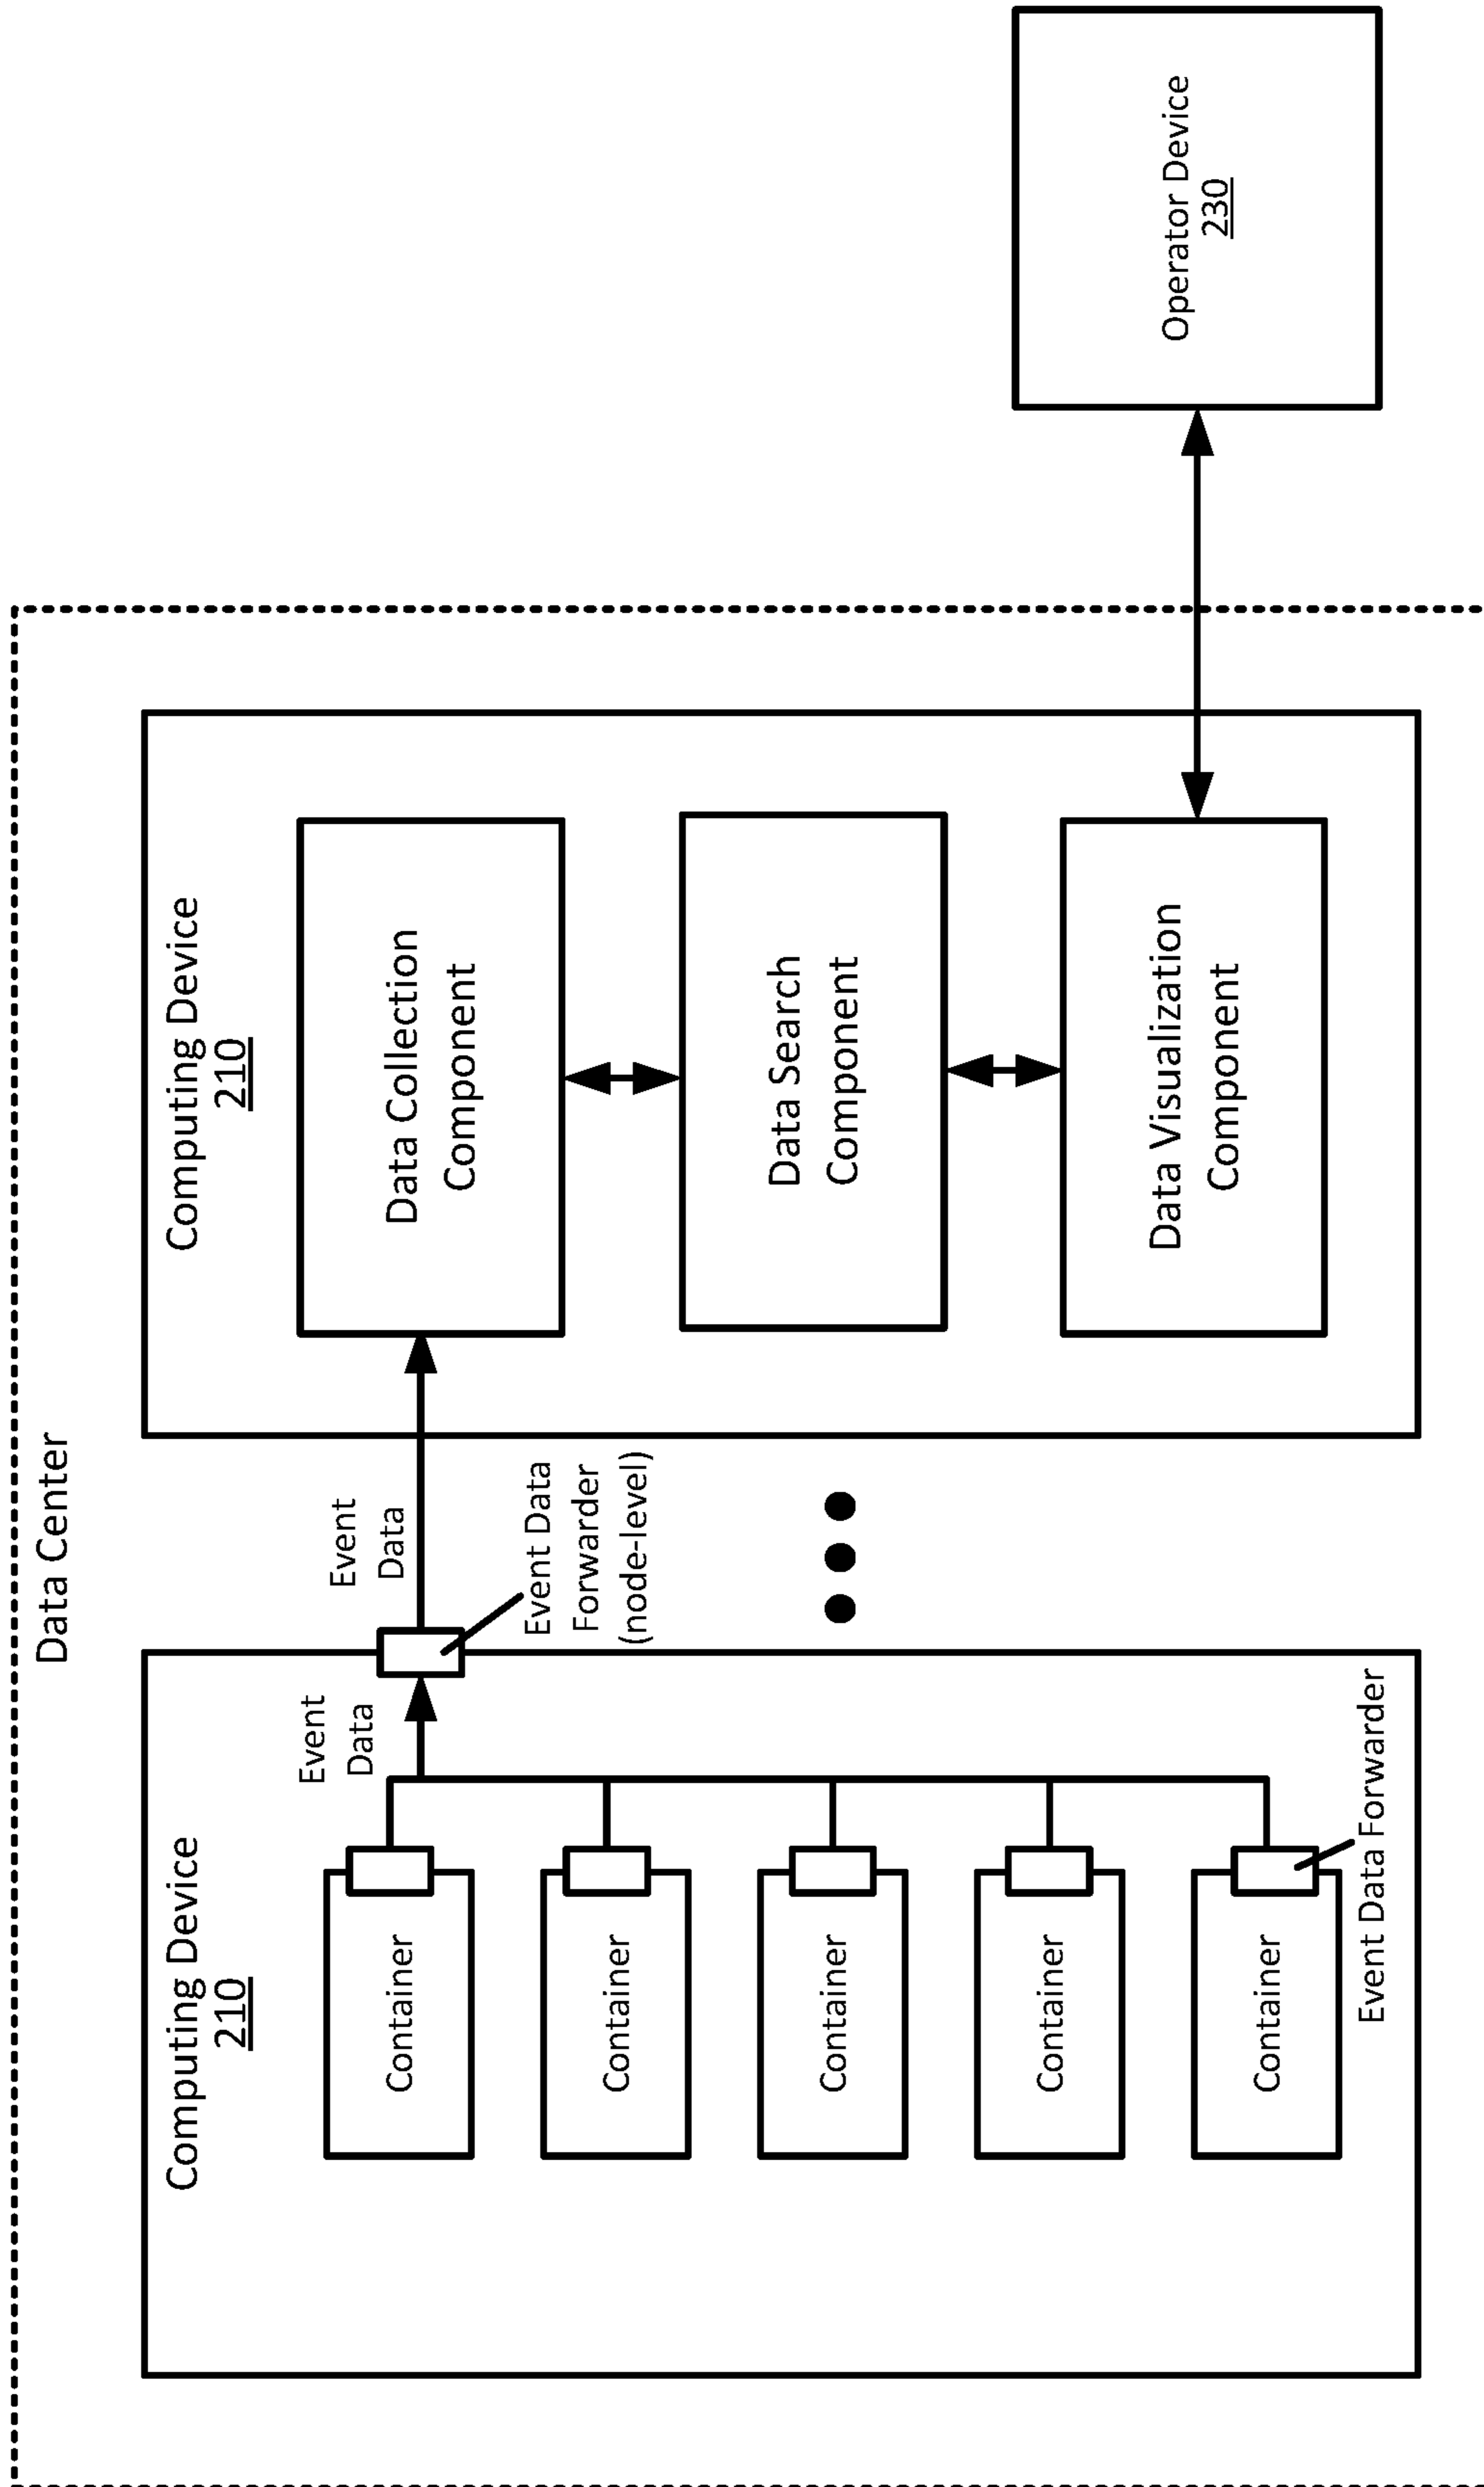 Data Center
Computing Device
210
Container
Container
Container
Container
Container
Event Data Forwarder
Event
Data
Event
Data
Event Data
Forwarder
(node-level)
Computing Device
210
Data Collection
Component
Data Search
Component
Data Visualization
Component
Operator Device
230